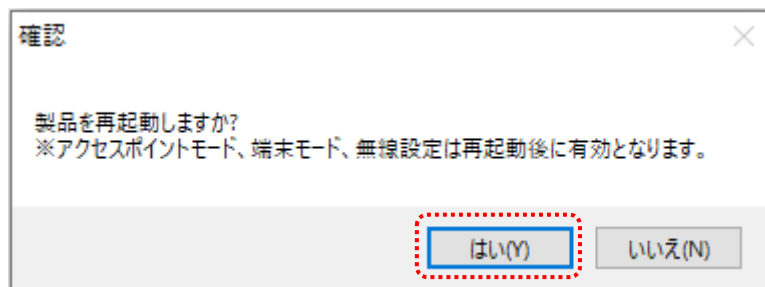 確認
製品を再起動しますか?
※アクセスポイントモード、端末モード、無線設定は再起動後に有効となります。
はい(Y)
いいえ(N)